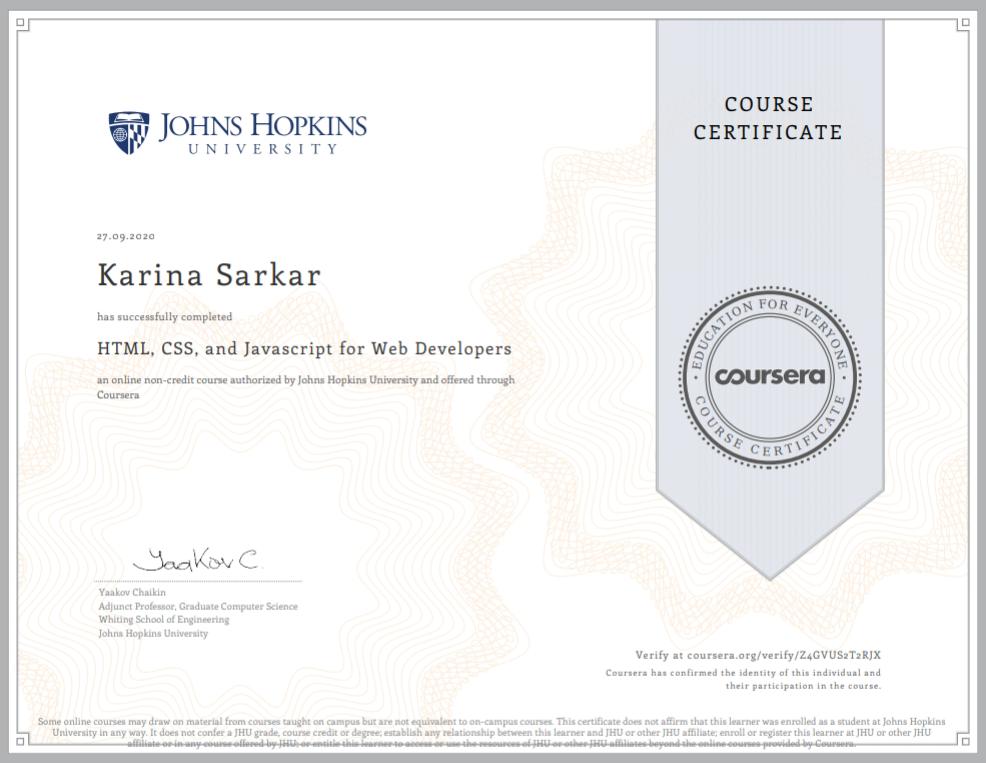 JOHNS HOPKINS
UNIVERSITY
COURSE
CERTIFICATE
27.09.2020
Karina Sarkar
has successfully completed
HTML, CSS, and Javascript for Web Developers
an online non-credit course authorized by Johns Hopkins University and offered through
Coursera
EDUCATION FOR EVERYONE
coursera
COURSE CERTIFICATE
Yaakov C.
Yaakov Chaikin
Adjunct Professor, Graduate Computer Science
Whiting School of Engineering
Johns Hopkins University
Verify at coursera.org/verify/Z4GVUS2T2RJX
Coursera has confirmed the identity of this individual and
their participation in the course.
Some online courses may draw on material from courses taught on campus but are not equivalent to on-campus courses. This certificate does not affirm that this learner was enrolled as a student at Johns Hopkins
University in any way. It does not confer a JHU grade, course credit or degree; establish any relationship between this learner and JHU or other JHU affiliate; enroll or register this learner at JHU or other JHU
affiliate or in any course offered by JHU; or entitle this learner to access or use the resources of JHU or other JHU affiliates beyond the online courses provided by Coursera.